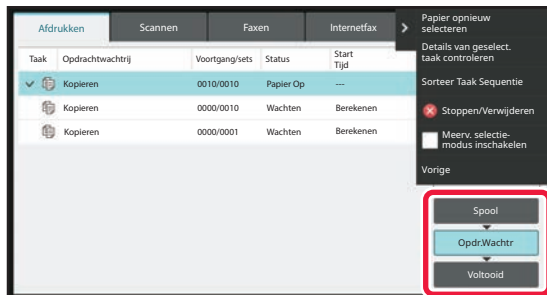 Afdrukken Scannen Faxen Internetfax
Taak Opdrachtwachtrij Voortgang/sets Status Start
Tijd
Kopieren 0010/0010 Papier Op ---
Kopieren 0000/0010 Wachten Berekenen
Kopieren 0000/0001 Wachten Berekenen
Papier opnieuw
selecteren
Details van geselect.
taak controleren
Sorteer Taak Sequentie
Stoppen/Verwijderen
Meerv. selectie-
modus inschakelen
Vorige
Spool
Opdr.Wachtr
Voltooid